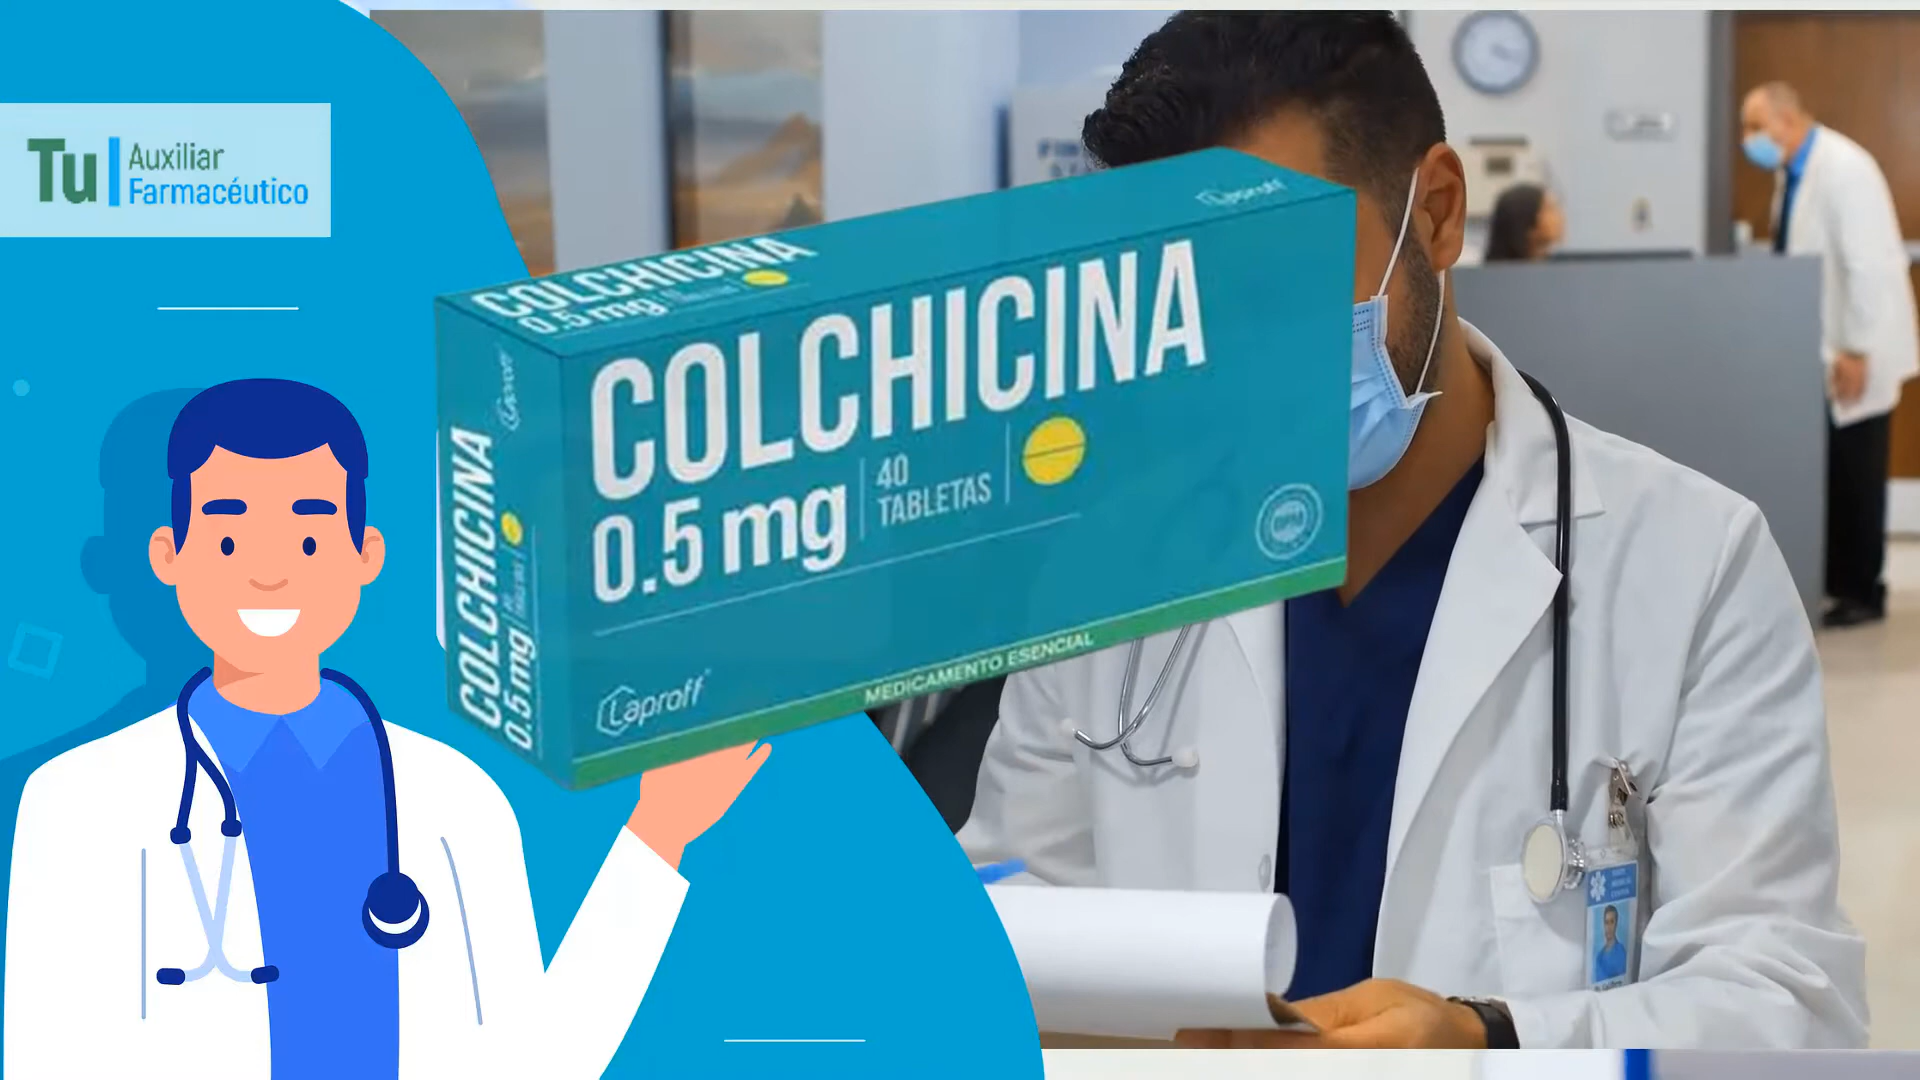 Tu
Auxiliar
Farmacéutico
COLCHICINA
0.5 mg
Laproff
COLCHICINA
0.5 mg
40
TABLETAS
Laproff
MEDICAMENTO ESENCIAL
COLCHICINA
0.5 mg
Laproff